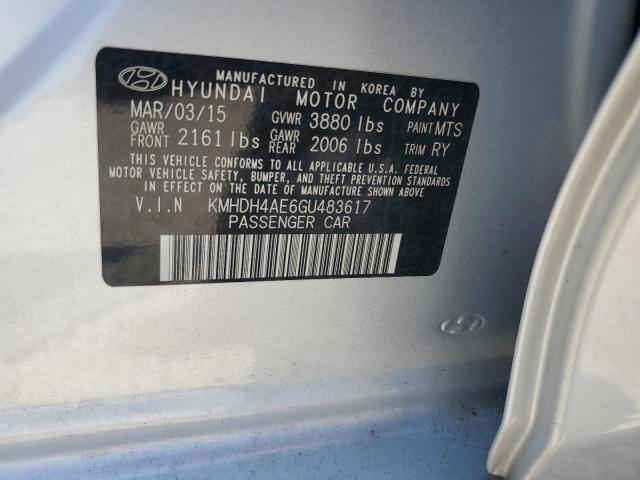 MANUFACTURED IN KOREA BY
HYUNDAI MOTOR COMPANY
MAR/03/15 GVWR 3880 lbs PAINT MTS
GAWR FRONT 2161 lbs GAWR REAR 2006 lbs TRIM RY
THIS VEHICLE CONFORMS TO ALL APPLICABLE U.S.A. FEDERAL
MOTOR VEHICLE SAFETY, BUMPER, AND THEFT PREVENTION STANDARDS
IN EFFECT ON THE DATE OF MANUFACTURE SHOWN ABOVE
V.I.N KMHDH4AE6GU483617
PASSENGER CAR